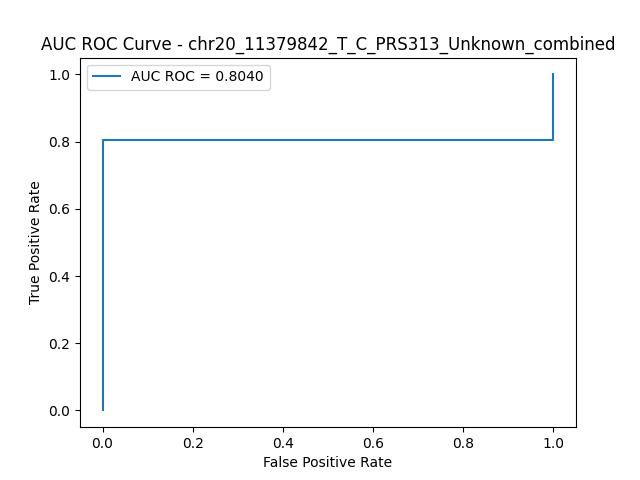 AUC ROC Curve - chr20_11379842_T_C_PRS313_Unknown_combined
AUC ROC = 0.8040
1.0
0.8
0.6
0.4
0.2
0.0
True Positive Rate
0.0 0.2 0.4 0.6 0.8 1.0
False Positive Rate